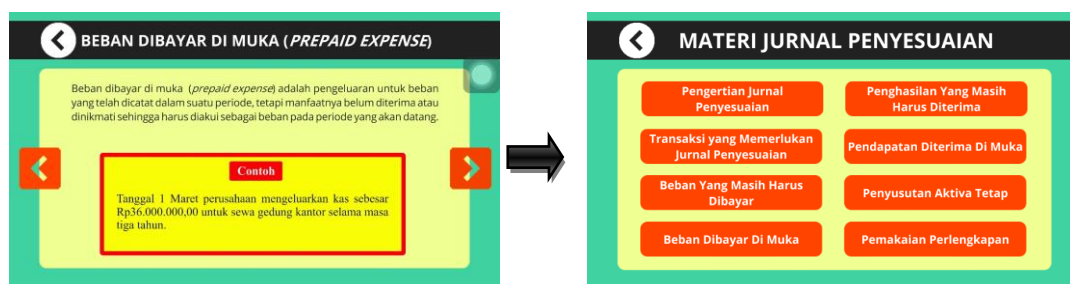 BEBAN DIBAYAR DI MUKA (PREPAID EXPENSE)
Beban dibayar di muka (prepaid expense) adalah pengeluaran untuk beban
yang telah dicatat dalam suatu periode, tetapi manfaatnya belum diterima atau
dinikmati sehingga harus diakui sebagai beban pada periode yang akan datang.
Contoh
Tanggal 1 Maret perusahaan mengeluarkan kas sebesar
Rp36.000.000,00 untuk sewa gedung kantor selama masa
tiga tahun.
MATERI JURNAL PENYESUAIAN
Pengertian Jurnal
Penyesuaian
Transaksi yang Memerlukan
Jurnal Penyesuaian
Beban Yang Masih Harus
Dibayar
Beban Dibayar Di Muka
Penghasilan Yang Masih
Harus Diterima
Pendapatan Diterima Di Muka
Penyusutan Aktiva Tetap
Pemakaian Perlengkapan